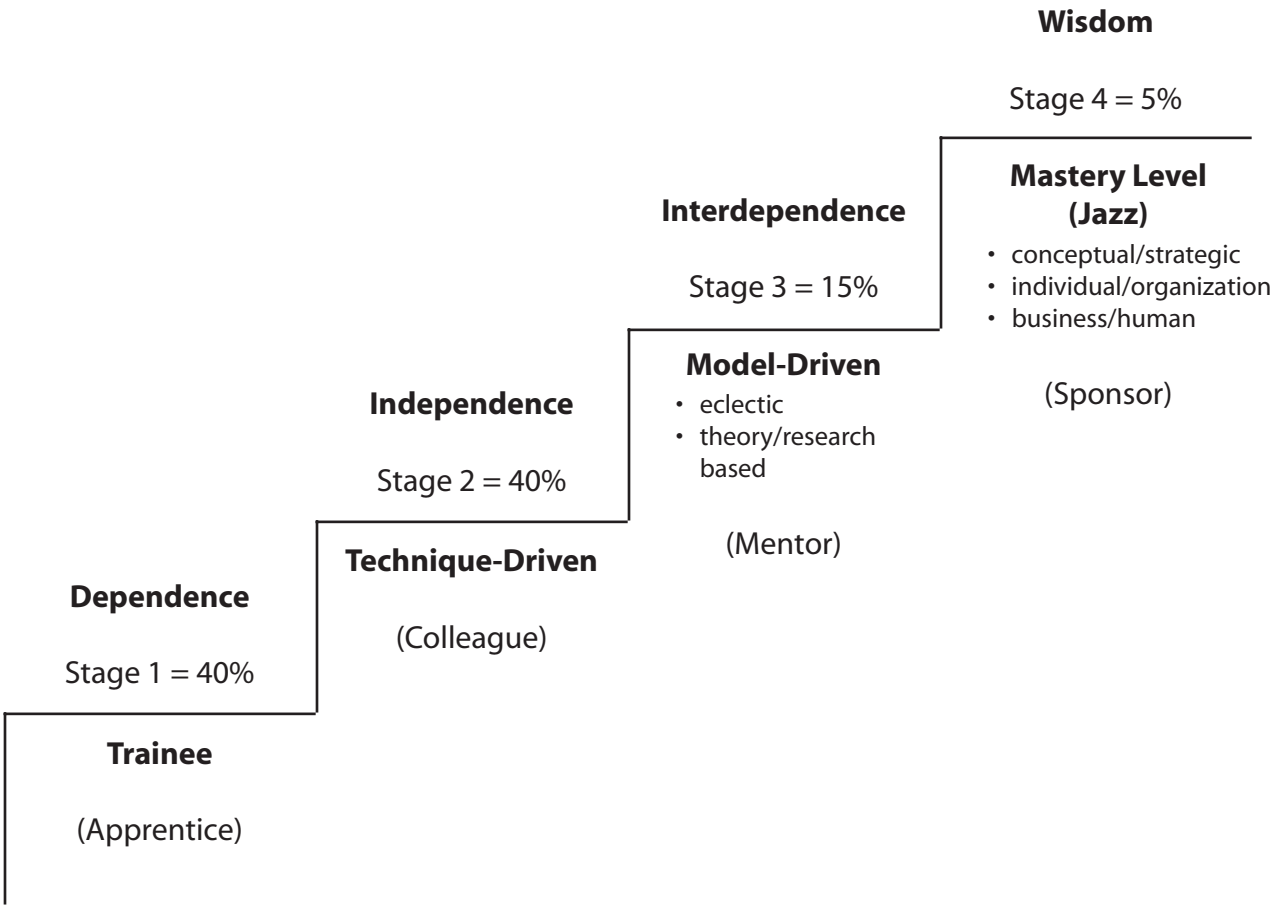 Wisdom
Stage 4 = 5%
Mastery Level
(Jazz)
• conceptual/strategic
• individual/organization
• business/human
(Sponsor)
Interdependence
Stage 3 = 15%
Model-Driven
• eclectic
• theory/research
based
(Mentor)
Independence
Stage 2 = 40%
Technique-Driven
(Colleague)
Dependence
Stage 1 = 40%
Trainee
(Apprentice)